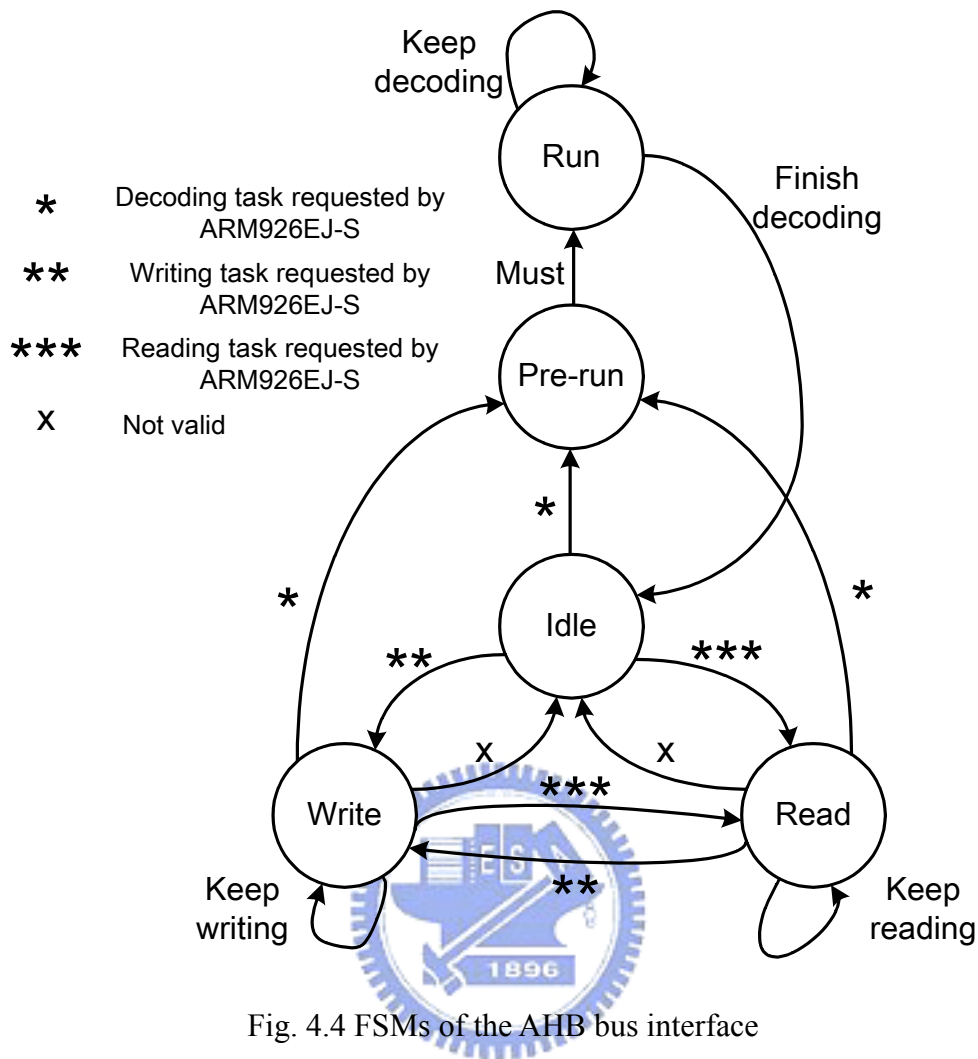 Keep
decoding
Run
Finish
decoding
* Decoding task requested by
ARM926EJ-S
** Writing task requested by
ARM926EJ-S
*** Reading task requested by
ARM926EJ-S
x Not valid
Must
Pre-run
*
*
*
Idle
**
***
x
x
***
Write
Read
**
Keep
writing
Keep
reading
ES
1896
Fig. 4.4 FSMs of the AHB bus interface